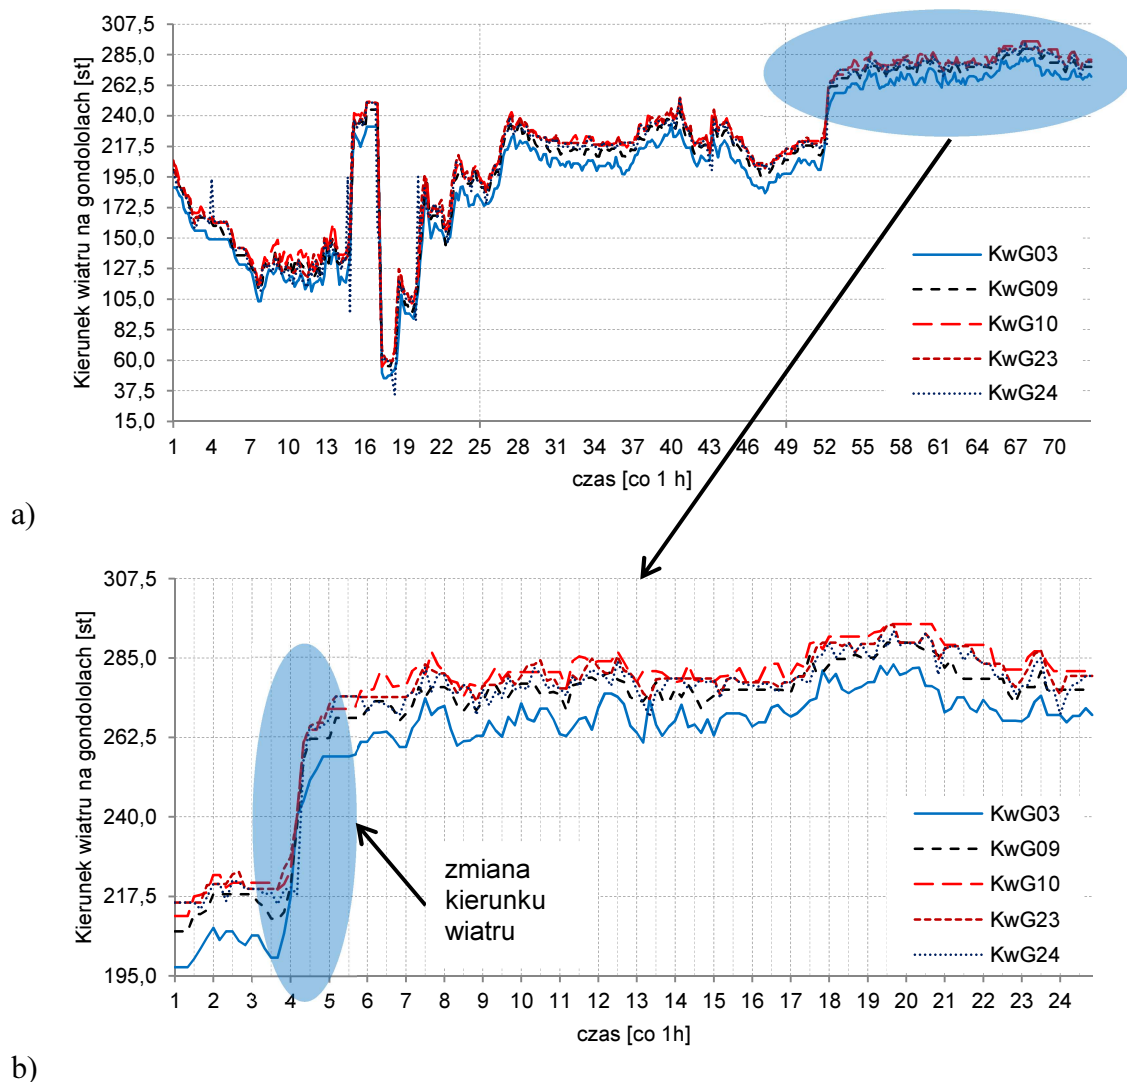 307,5
285,0
262,5
240,0
217,5
195,0
172,5
150,0
127,5
105,0
82,5
60,0
37,5
15,0
Kierunek wiatru na gondolach [st]
KwG03
KwG09
KwG10
KwG23
KwG24
1 4 7 10 13 16 19 22 25 28 31 34 37 40 43 46 49 52 55 58 61 64 67 70
czas [co 1 h]
a)
307,5
285,0
262,5
240,0
217,5
195,0
Kierunek wiatru na gondololach [st]
zmiana
kierunku
wiatru
KwG03
KwG09
KwG10
KwG23
KwG24
1 2 3 4 5 6 7 8 9 10 11 12 13 14 15 16 17 18 19 20 21 22 23 24
czas [co 1h]
b)